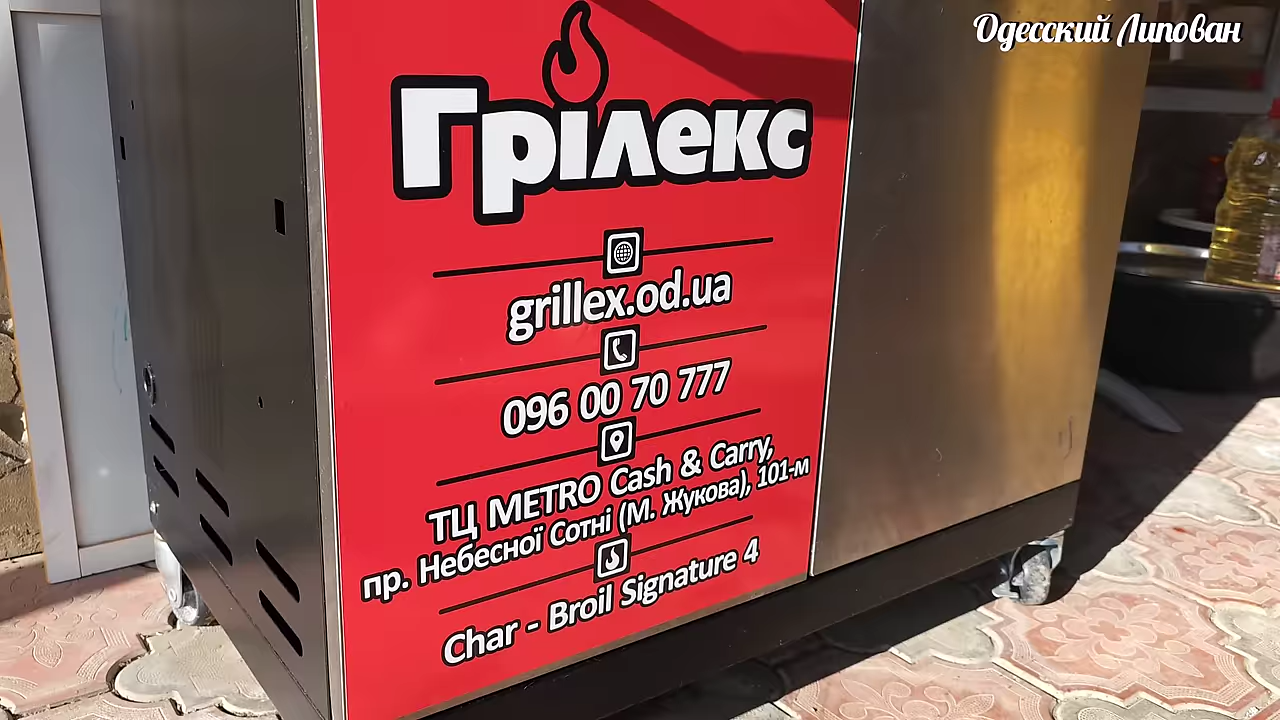 Одесский Липован
Грілекс
grillex.od.ua
096 00 70 777
ТЦ METRO Cash & Carry,
пр. Небесної Сотні (М. Жукова), 101-м
Char - Broil Signature 4